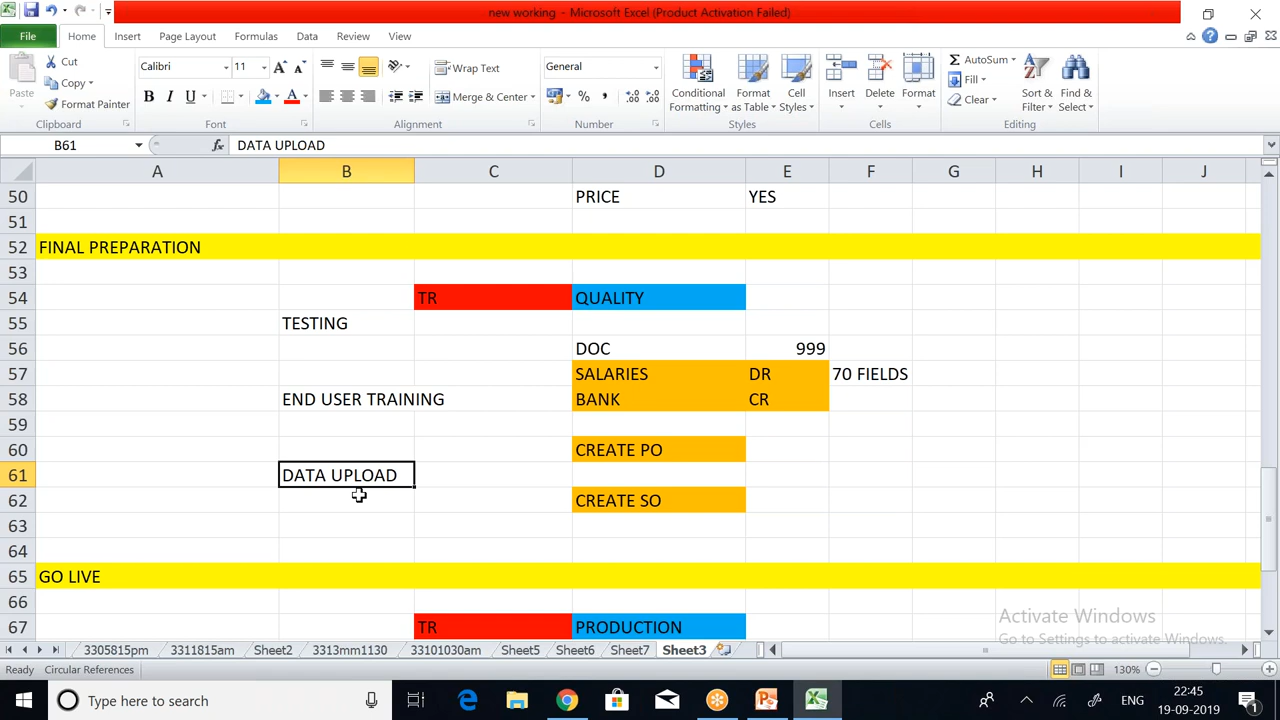 new working - Microsoft Excel (Product Activation Failed)
File Home Insert Page Layout Formulas Data Review View
Paste Cut Copy Format Painter
Calibri 11
B I U A A A
Wrap Text
Merge & Center
General
% ,
Conditional Formatting Format as Table Cell Styles
Insert Delete Format
AutoSum Fill Clear
Sort & Filter Find & Select
Clipboard Font Alignment Number Styles Cells Editing
B61 fx DATA UPLOAD
A B C D E F G H I J
50 PRICE YES
51
52 FINAL PREPARATION
53
54 TR QUALITY
55 TESTING
56 DOC 999
57 SALARIES DR 70 FIELDS
58 END USER TRAINING BANK CR
59
60 CREATE PO
61 DATA UPLOAD
62 CREATE SO
63
64
65 GO LIVE
66
67 TR PRODUCTION
Activate Windows
Go to Settings to activate Windows.
3305815pm 3311815am Sheet2 3313mm1130 33101030am Sheet5 Sheet6 Sheet7 Sheet3
Ready Circular References 130%
Type here to search
ENG 22:45
19-09-2019
1